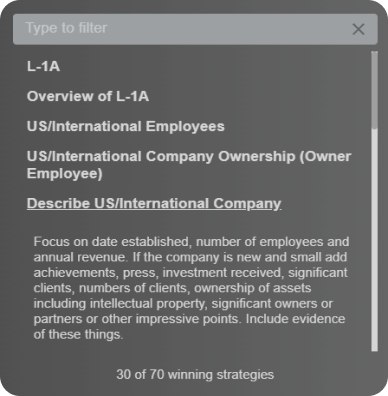 Type to filter
L-1A
Overview of L-1A
US/International Employees
US/International Company Ownership (Owner
Employee)
Describe US/International Company
Focus on date established, number of employees and
annual revenue. If the company is new and small add
achievements, press, investment received, significant
clients, numbers of clients, ownership of assets
including intellectual property, significant owners or
partners or other impressive points. Include evidence
of these things.
30 of 70 winning strategies